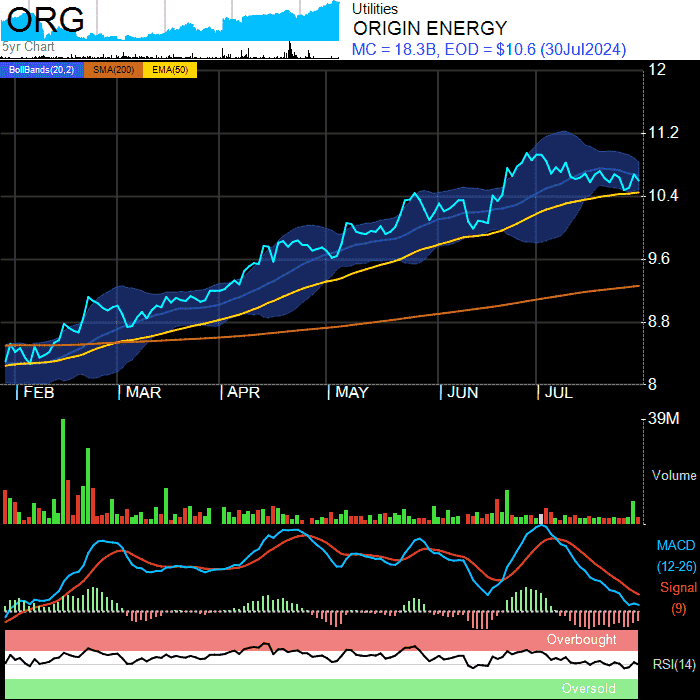 ORG
5yr Chart
Utilities
ORIGIN ENERGY
MC = 18.3B, EOD = $10.6 (30Jul2024)
BollBands(20,2) SMA(200) EMA(50)
12
11.2
10.4
9.6
8.8
8
FEB MAR APR MAY JUN JUL
39M
Volume
MACD
(12-26)
Signal
(9)
Overbought
RSI(14)
Oversold